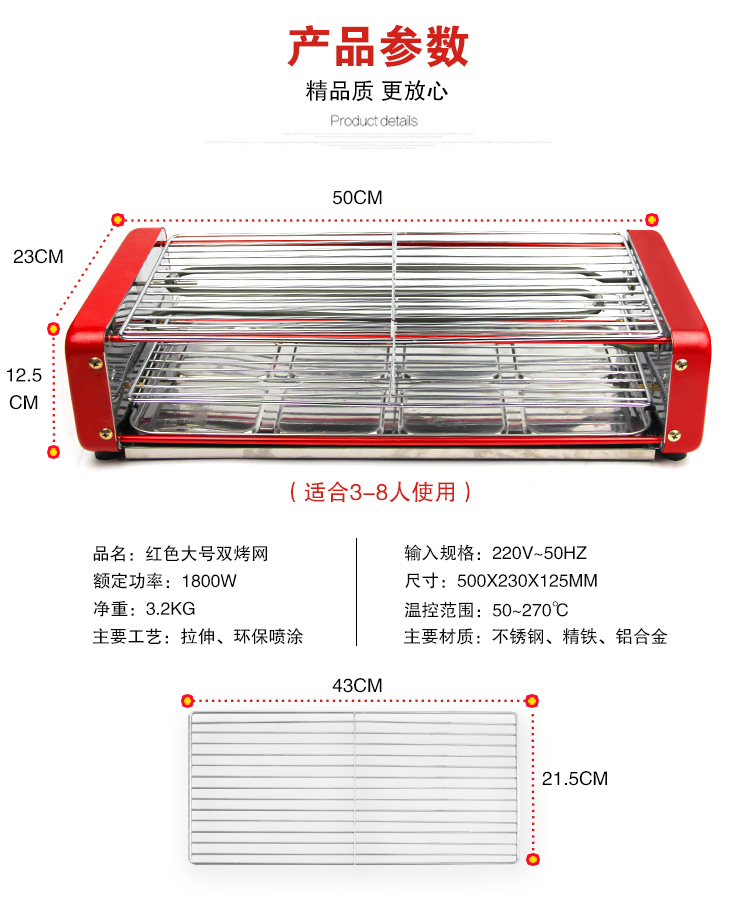 产品参数
精品质 更放心
Product details
50CM
23CM
12.5
CM
（适合3-8人使用）
品名：红色大号双烤网
额定功率：1800W
净重：3.2KG
主要工艺：拉伸、环保喷涂
输入规格：220V~50HZ
尺寸：500X230X125MM
温控范围：50~270℃
主要材质：不锈钢、精铁、铝合金
43CM
21.5CM